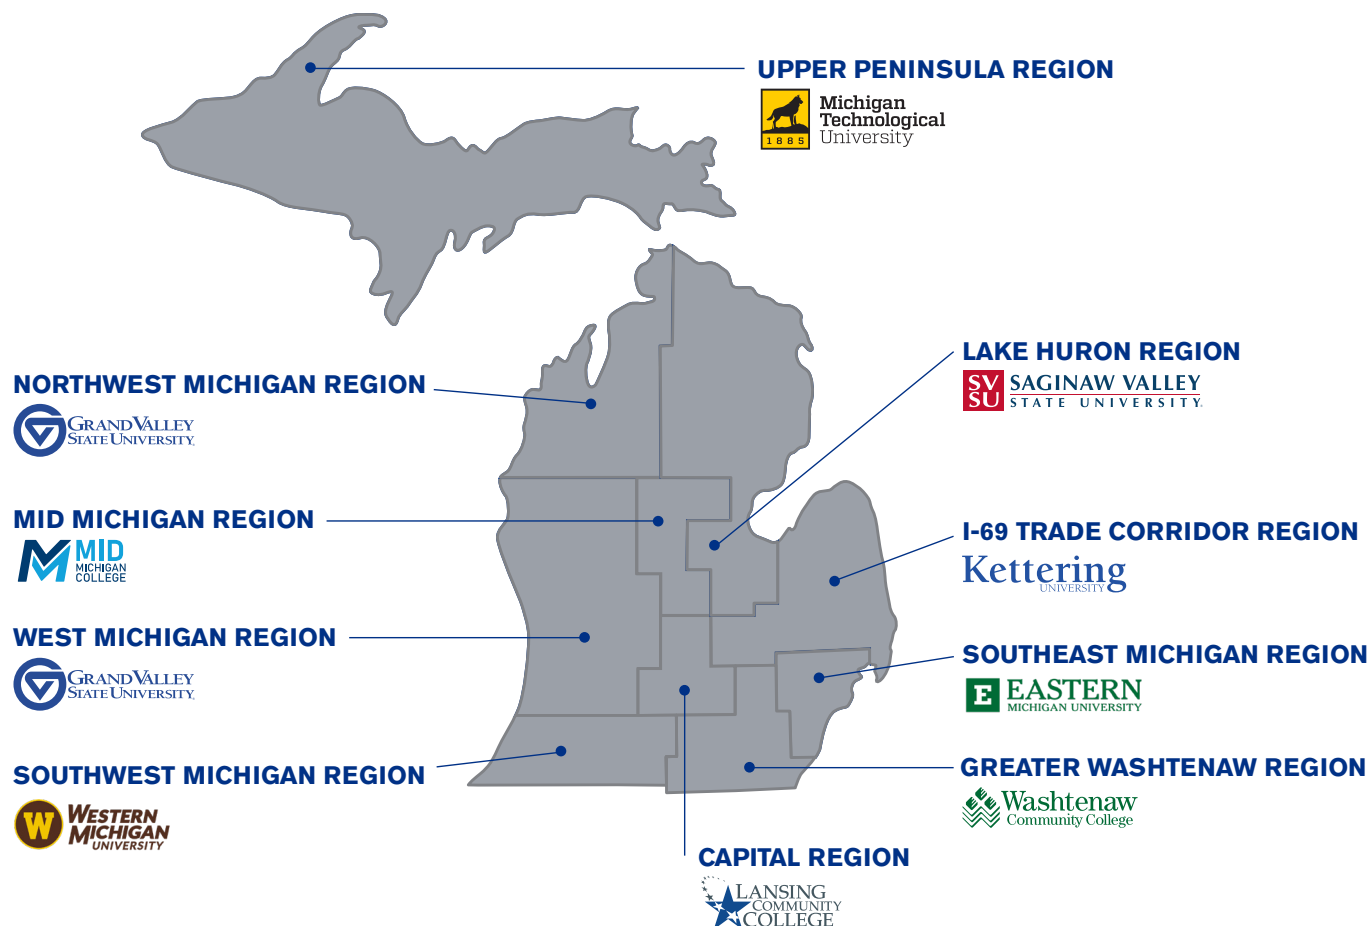 UPPER PENINSULA REGION
1885
Michigan
Technological
University
LAKE HURON REGION
SV
SU
SAGINAW VALLEY
STATE UNIVERSITY.
NORTHWEST MICHIGAN REGION
GRAND VALLEY
STATE UNIVERSITY.
MID MICHIGAN REGION
M
MID
MICHIGAN
COLLEGE
I-69 TRADE CORRIDOR REGION
Kettering
UNIVERSITY
WEST MICHIGAN REGION
GRAND VALLEY
STATE UNIVERSITY.
SOUTHEAST MICHIGAN REGION
E
EASTERN
MICHIGAN UNIVERSITY
SOUTHWEST MICHIGAN REGION
W
WESTERN
MICHIGAN
UNIVERSITY
GREATER WASHTENAW REGION
Washtenaw
Community College
CAPITAL REGION
LANSING
COMMUNITY
COLLEGE